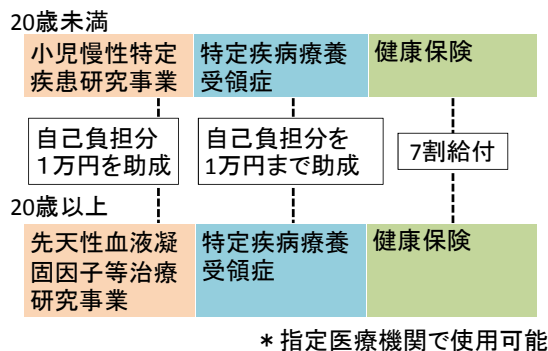 20歳未満
小児慢性特定
疾患研究事業
特定疾病療養
受領症
健康保険
自己負担分
１万円を助成
自己負担分を
1万円まで助成
7割給付
20歳以上
先天性血液凝
固因子等治療
研究事業
特定疾病療養
受領症
健康保険
＊指定医療機関で使用可能